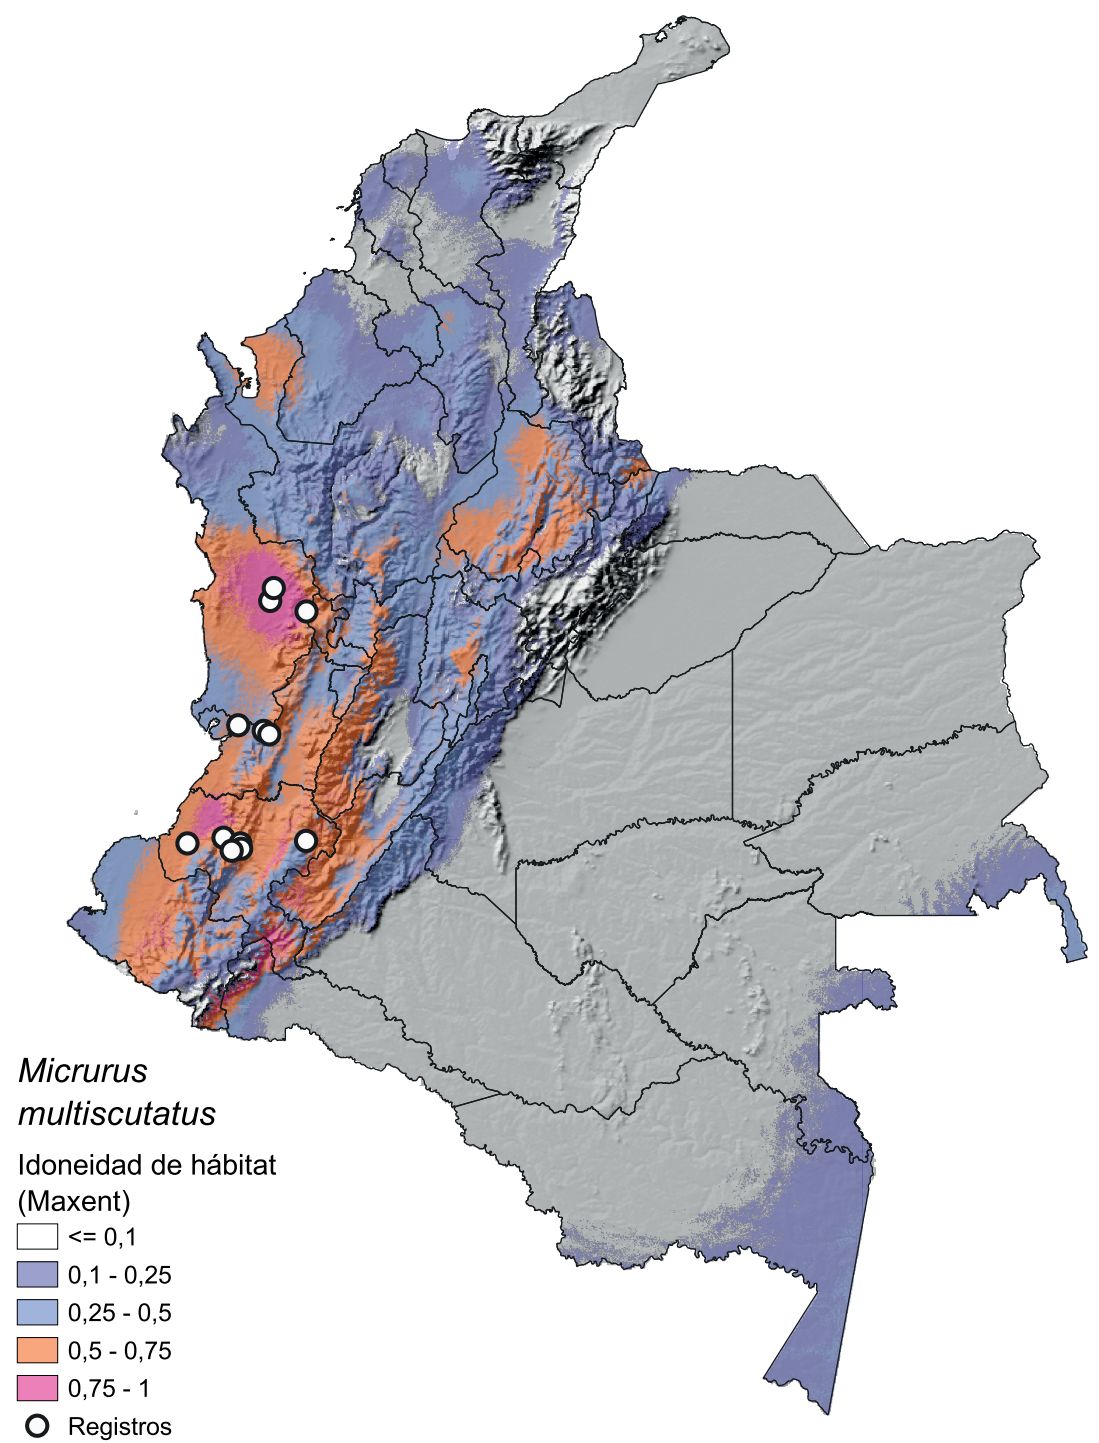 Micrurus
multiscutatus
Idoneidad de hábitat
(Maxent)
<= 0,1
0,1 - 0,25
0,25 - 0,5
0,5 - 0,75
0,75 - 1
Registros